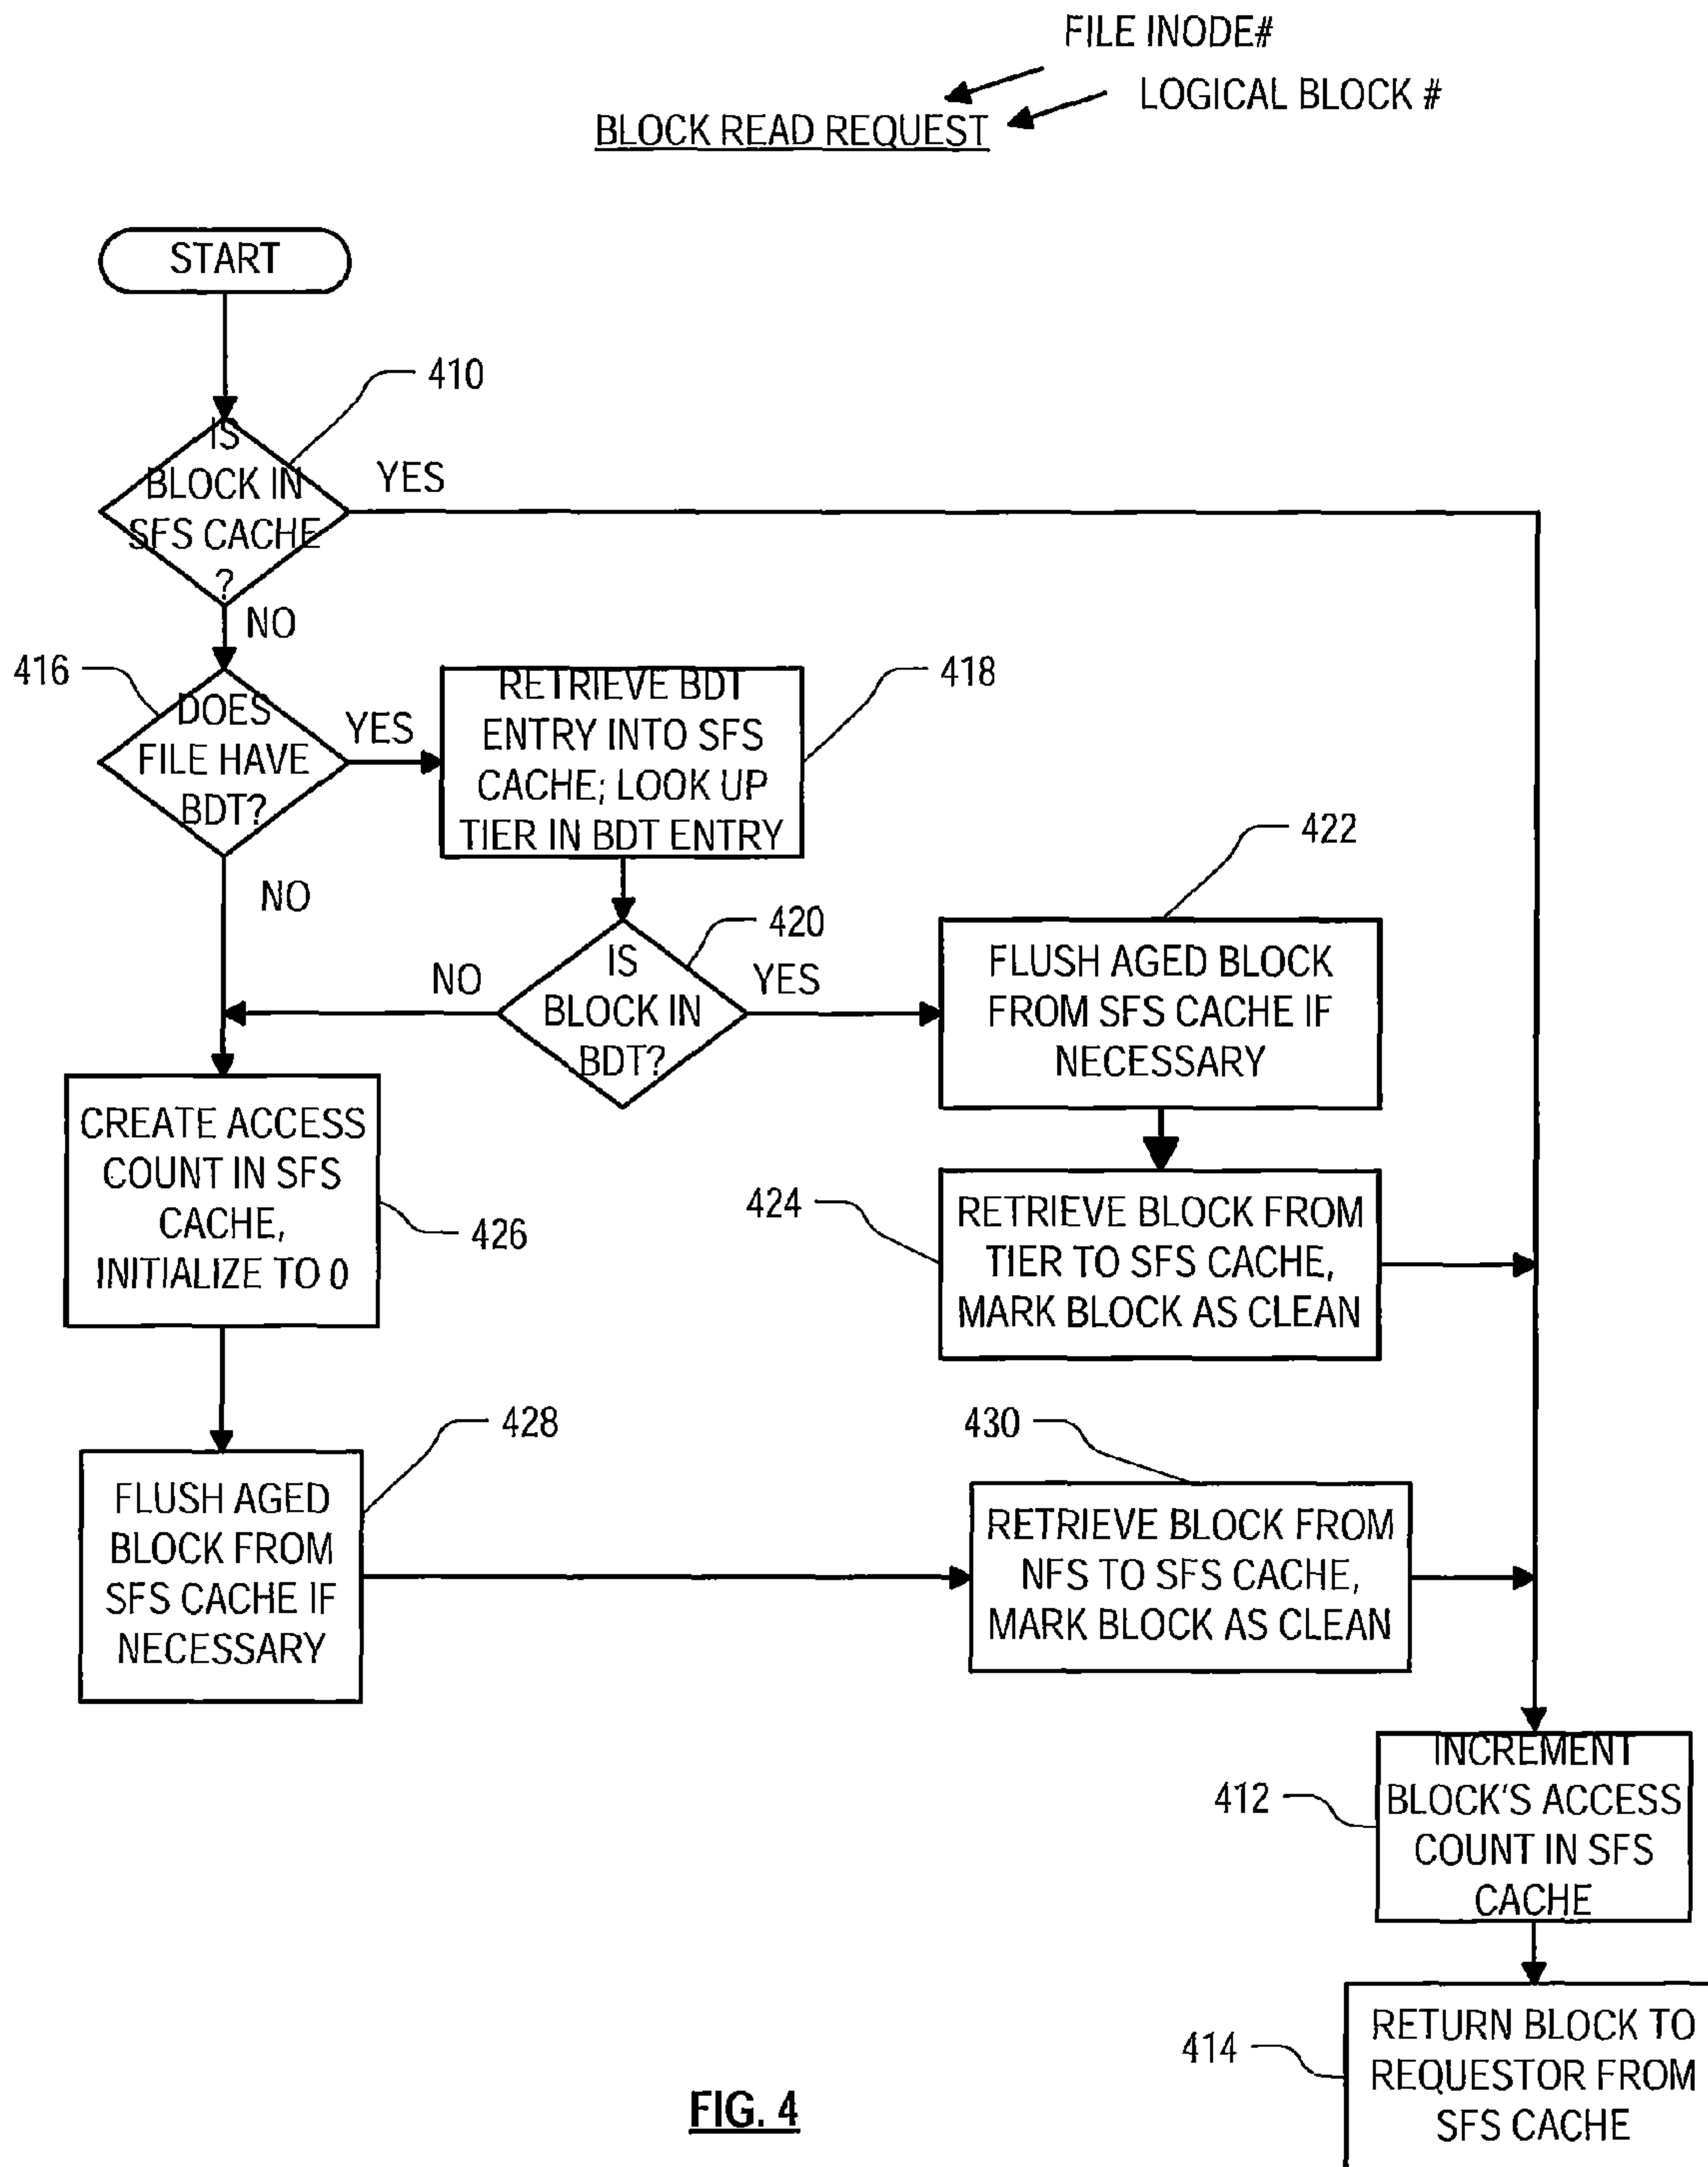 FILE INODE#
LOGICAL BLOCK #
BLOCK READ REQUEST
START
410
IS
BLOCK IN
SFS CACHE
?
YES
NO
416
DOES
FILE HAVE
BDT?
YES
NO
RETRIEVE BDT
ENTRY INTO SFS
CACHE; LOOK UP
TIER IN BDT ENTRY
418
420
IS
BLOCK IN
BDT?
NO
YES
422
FLUSH AGED BLOCK
FROM SFS CACHE IF
NECESSARY
424
RETRIEVE BLOCK FROM
TIER TO SFS CACHE,
MARK BLOCK AS CLEAN
CREATE ACCESS
COUNT IN SFS
CACHE,
INITIALIZE TO 0
426
428
FLUSH AGED
BLOCK FROM
SFS CACHE IF
NECESSARY
430
RETRIEVE BLOCK FROM
NFS TO SFS CACHE,
MARK BLOCK AS CLEAN
412
INCREMENT
BLOCK'S ACCESS
COUNT IN SFS
CACHE
414
RETURN BLOCK TO
REQUESTOR FROM
SFS CACHE
FIG. 4